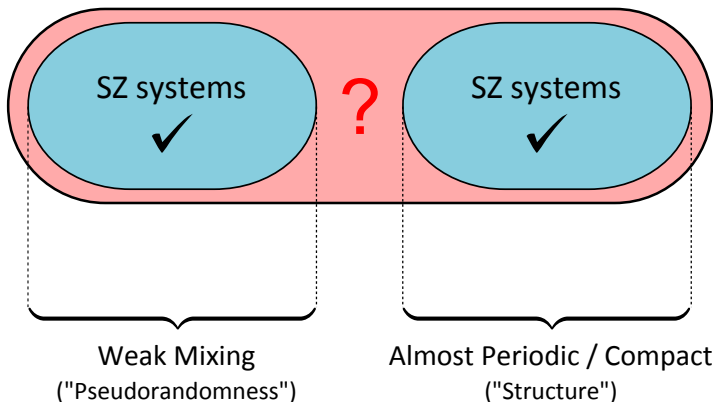 SZ systems
?
SZ systems
Weak Mixing
("Pseudorandomness")
Almost Periodic / Compact
("Structure")